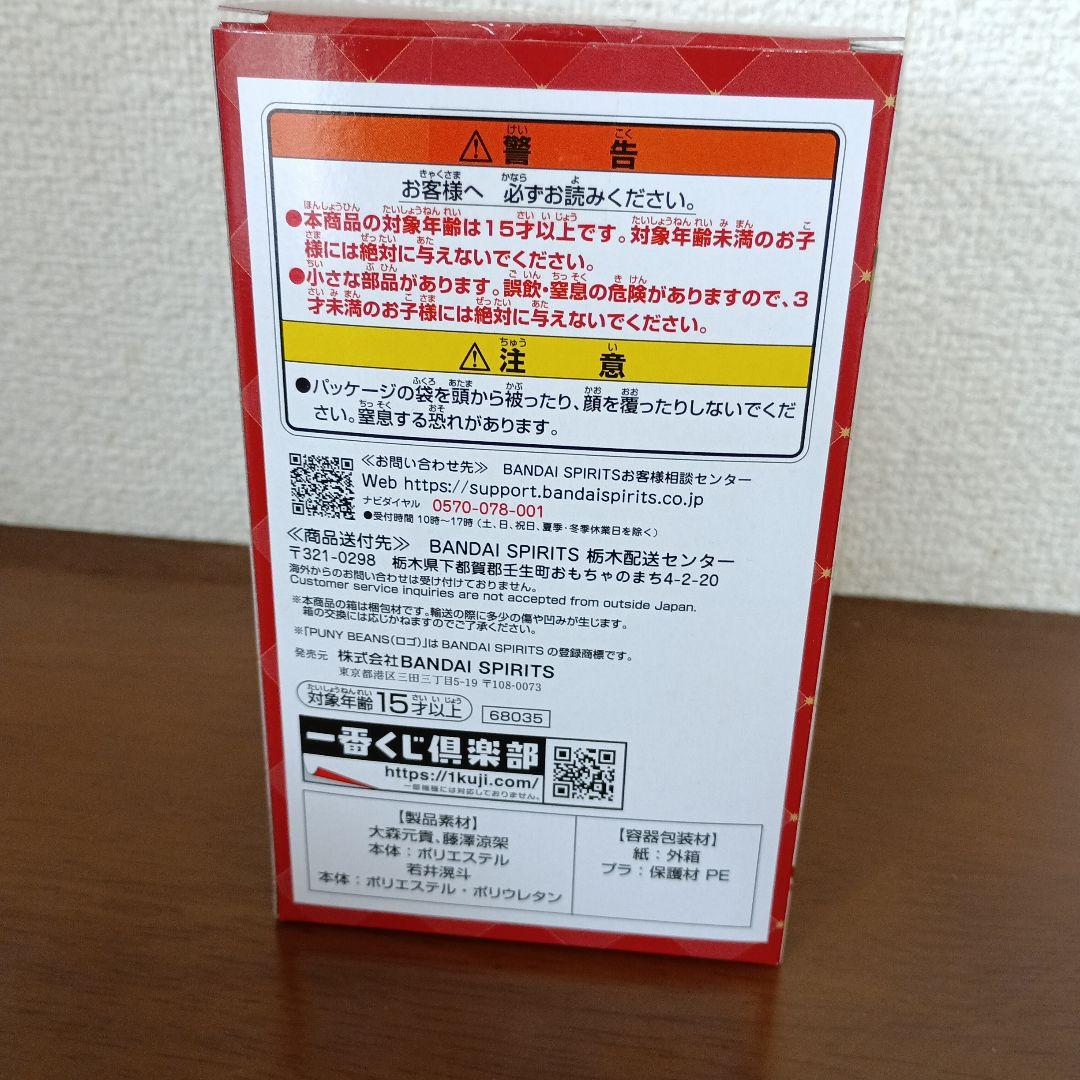 ⚠警告
お客様へ 必ずお読みください。
●本商品の対象年齢は15才以上です。対象年齢未満のお子
様には絶対に与えないでください。
●小さな部品があります。誤飲・窒息の危険がありますので、3
才未満のお子様には絶対に与えないでください。
⚠注意
●パッケージの袋を頭から被ったり、顔を覆ったりしないでくだ
さい。窒息する恐れがあります。
≪お問い合わせ先≫ BANDAI SPIRITSお客様相談センター
Web https://support.bandaispirits.co.jp
ナビダイヤル 0570-078-001
●受付時間 10時〜17時 (土、日、祝日、夏季・冬季休業日を除く)
≪商品送付先≫ BANDAI SPIRITS 栃木配送センター
〒321-0298 栃木県下都賀郡壬生町おもちゃのまち4-2-20
海外からのお問い合わせは受け付けておりません。
Customer service inquiries are not accepted from outside Japan.
※本商品の箱は梱包材です。輸送の際に多少の傷や凹みが生じます。
箱の交換には応じかねますのでご了承ください。
※「PUNY BEANS(ロゴ)」は BANDAI SPIRITS の登録商標です。
発売元 株式会社BANDAI SPIRITS
東京都港区三田三丁目5-19 〒108-0073
対象年齢15才以上 68035
一番くじ倶楽部
https://1kuji.com/
一部機種には対応しておりません。
【製品素材】
大森元貴、藤澤涼架
本体:ポリエステル
若井滉斗
本体:ポリエステル・ポリウレタン
【容器包装材】
紙:外箱
プラ:保護材 PE